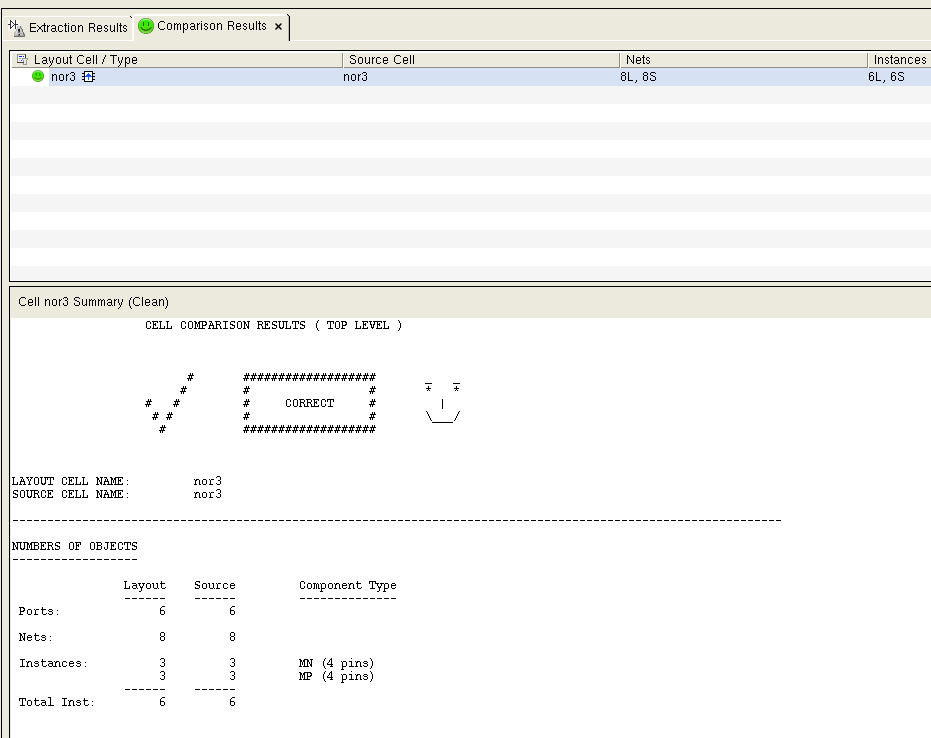 Extraction Results Comparison Results ×
Layout Cell / Type Source Cell Nets Instances
nor3 nor3 8L, 8S 6L, 6S
Cell nor3 Summary (Clean)
CELL COMPARISON RESULTS ( TOP LEVEL )
# ################### _ _
# # # * *
# # # CORRECT # |
# # # # \___/
# ###################
LAYOUT CELL NAME: nor3
SOURCE CELL NAME: nor3
--------------------------------------------------------------------------------------------------------------
NUMBERS OF OBJECTS
------------------
Layout Source Component Type
------ ------ --------------
Ports: 6 6
Nets: 8 8
Instances: 3 3 MN (4 pins)
3 3 MP (4 pins)
------ ------
Total Inst: 6 6